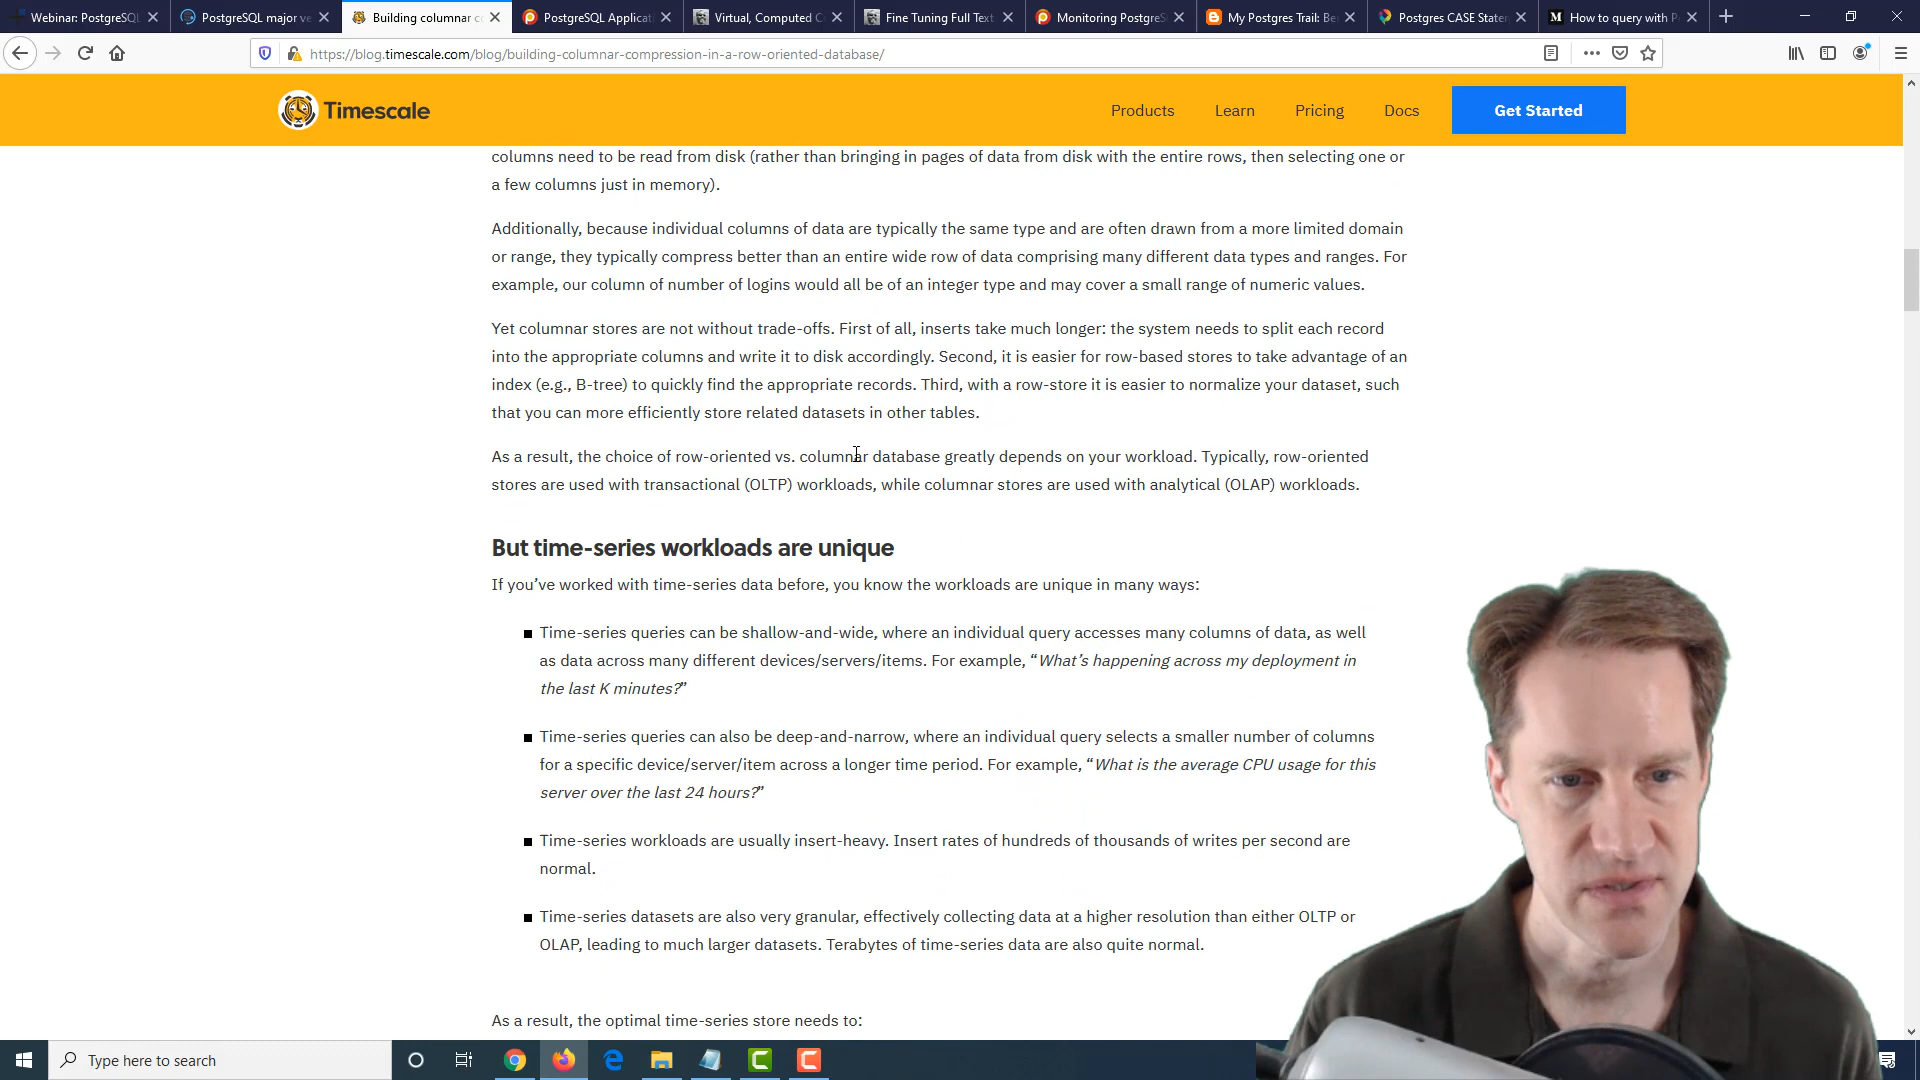 Webinar: PostgreSQL
PostgreSQL major ve
Building columnar co
PostgreSQL Applicati
Virtual, Computed C
Fine Tuning Full Text
Monitoring PostgreS
My Postgres Trail: Be
Postgres CASE Staten
How to query with P
https://blog.timescale.com/blog/building-columnar-compression-in-a-row-oriented-database/
Timescale
Products
Learn
Pricing
Docs
Get Started
columns need to be read from disk (rather than bringing in pages of data from disk with the entire rows, then selecting one or
a few columns just in memory).
Additionally, because individual columns of data are typically the same type and are often drawn from a more limited domain
or range, they typically compress better than an entire wide row of data comprising many different data types and ranges. For
example, our column of number of logins would all be of an integer type and may cover a small range of numeric values.
Yet columnar stores are not without trade-offs. First of all, inserts take much longer: the system needs to split each record
into the appropriate columns and write it to disk accordingly. Second, it is easier for row-based stores to take advantage of an
index (e.g., B-tree) to quickly find the appropriate records. Third, with a row-store it is easier to normalize your dataset, such
that you can more efficiently store related datasets in other tables.
As a result, the choice of row-oriented vs. columnar database greatly depends on your workload. Typically, row-oriented
stores are used with transactional (OLTP) workloads, while columnar stores are used with analytical (OLAP) workloads.
But time-series workloads are unique
If you’ve worked with time-series data before, you know the workloads are unique in many ways:
Time-series queries can be shallow-and-wide, where an individual query accesses many columns of data, as well
as data across many different devices/servers/items. For example, “What’s happening across my deployment in
the last K minutes?”
Time-series queries can also be deep-and-narrow, where an individual query selects a smaller number of columns
for a specific device/server/item across a longer time period. For example, “What is the average CPU usage for this
server over the last 24 hours?”
Time-series workloads are usually insert-heavy. Insert rates of hundreds of thousands of writes per second are
normal.
Time-series datasets are also very granular, effectively collecting data at a higher resolution than either OLTP or
OLAP, leading to much larger datasets. Terabytes of time-series data are also quite normal.
As a result, the optimal time-series store needs to:
Type here to search